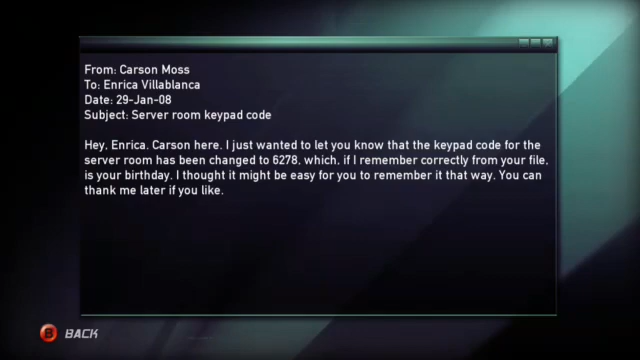 From: Carson Moss
To: Enrica Villablanca
Date: 29-Jan-08
Subject: Server room keypad code
Hey, Enrica. Carson here. I just wanted to let you know that the keypad code for the
server room has been changed to 6278, which, if I remember correctly from your file,
is your birthday. I thought it might be easy for you to remember it that way. You can
thank me later if you like.
B BACK